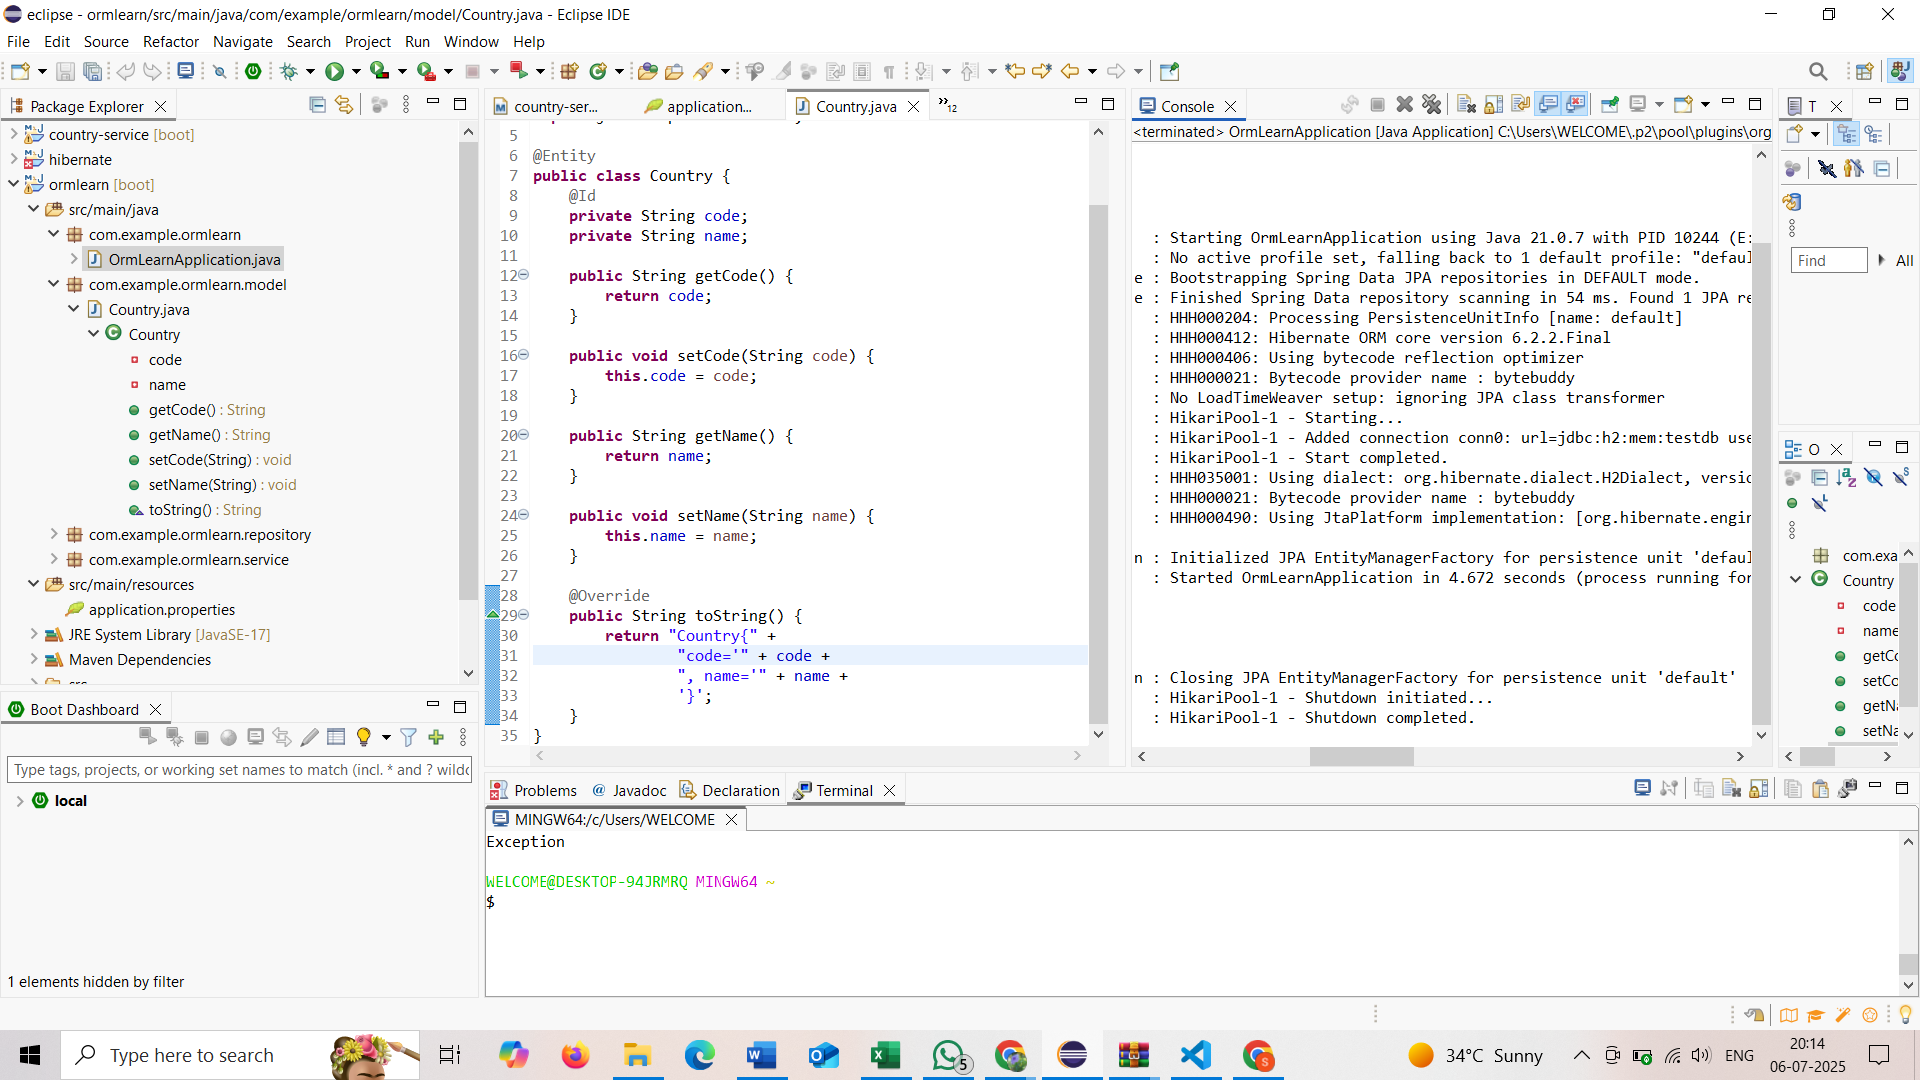 eclipse - ormlearn/src/main/java/com/example/ormlearn/model/Country.java - Eclipse IDE
File Edit Source Refactor Navigate Search Project Run Window Help
Package Explorer
country-service [boot]
hibernate
ormlearn [boot]
src/main/java
com.example.ormlearn
OrmLearnApplication.java
com.example.ormlearn.model
Country.java
Country
code
name
getCode() : String
getName() : String
setCode(String) : void
setName(String) : void
toString() : String
com.example.ormlearn.repository
com.example.ormlearn.service
src/main/resources
application.properties
JRE System Library [JavaSE-17]
Maven Dependencies
Boot Dashboard
Type tags, projects, or working set names to match (incl. * and ? wildc
local
1 elements hidden by filter
country-ser... application... Country.java 12
5
6 @Entity
7 public class Country {
8 @Id
9 private String code;
10 private String name;
11
12 public String getCode() {
13 return code;
14 }
15
16 public void setCode(String code) {
17 this.code = code;
18 }
19
20 public String getName() {
21 return name;
22 }
23
24 public void setName(String name) {
25 this.name = name;
26 }
27
28 @Override
29 public String toString() {
30 return "Country{" +
31 "code='" + code +
32 ", name='" + name +
33 '}';
34 }
35 }
Console
<terminated> OrmLearnApplication [Java Application] C:\Users\WELCOME\.p2\pool\plugins\org
: Starting OrmLearnApplication using Java 21.0.7 with PID 10244 (E:
: No active profile set, falling back to 1 default profile: "defaul
e : Bootstrapping Spring Data JPA repositories in DEFAULT mode.
e : Finished Spring Data repository scanning in 54 ms. Found 1 JPA re
: HHH000204: Processing PersistenceUnitInfo [name: default]
: HHH000412: Hibernate ORM core version 6.2.2.Final
: HHH000406: Using bytecode reflection optimizer
: HHH000021: Bytecode provider name : bytebuddy
: No LoadTimeWeaver setup: ignoring JPA class transformer
: HikariPool-1 - Starting...
: HikariPool-1 - Added connection conn0: url=jdbc:h2:mem:testdb use
: HikariPool-1 - Start completed.
: HHH035001: Using dialect: org.hibernate.dialect.H2Dialect, versic
: HHH000021: Bytecode provider name : bytebuddy
: HHH000490: Using JtaPlatform implementation: [org.hibernate.engin
n : Initialized JPA EntityManagerFactory for persistence unit 'defaul
: Started OrmLearnApplication in 4.672 seconds (process running for
n : Closing JPA EntityManagerFactory for persistence unit 'default'
: HikariPool-1 - Shutdown initiated...
: HikariPool-1 - Shutdown completed.
T
Find All
O
com.exa
Country
code
name
getCo
setCo
getNa
setNa
Problems @ Javadoc Declaration Terminal
MINGW64:/c/Users/WELCOME
Exception
WELCOME@DESKTOP-94JRMRQ MINGW64 ~
$
Type here to search
5
34°C Sunny
ENG
20:14
06-07-2025